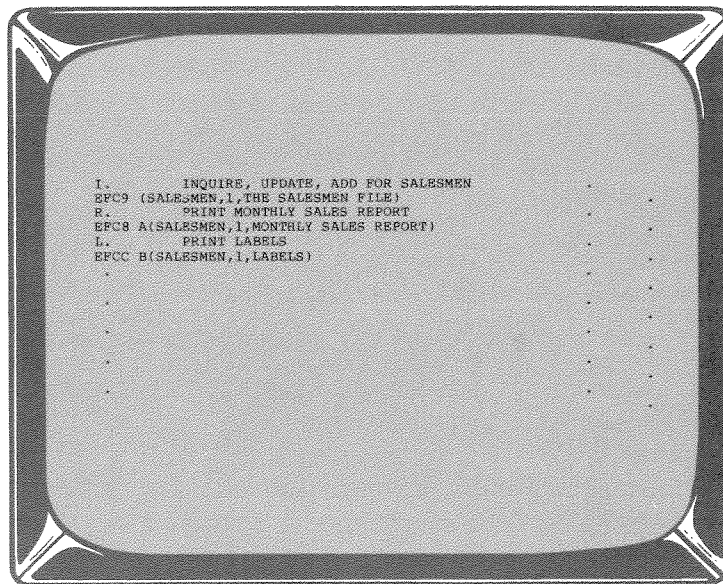 I. INQUIRE, UPDATE, ADD FOR SALESMEN .
EFC9 (SALESMEN,1,THE SALESMEN FILE) .
R. PRINT MONTHLY SALES REPORT .
EFC8 A(SALESMEN,1,MONTHLY SALES REPORT) .
L. PRINT LABELS .
EFCC B(SALESMEN,1,LABELS) .
. .
.
. .
.
. .
.
. .
.
. .
.